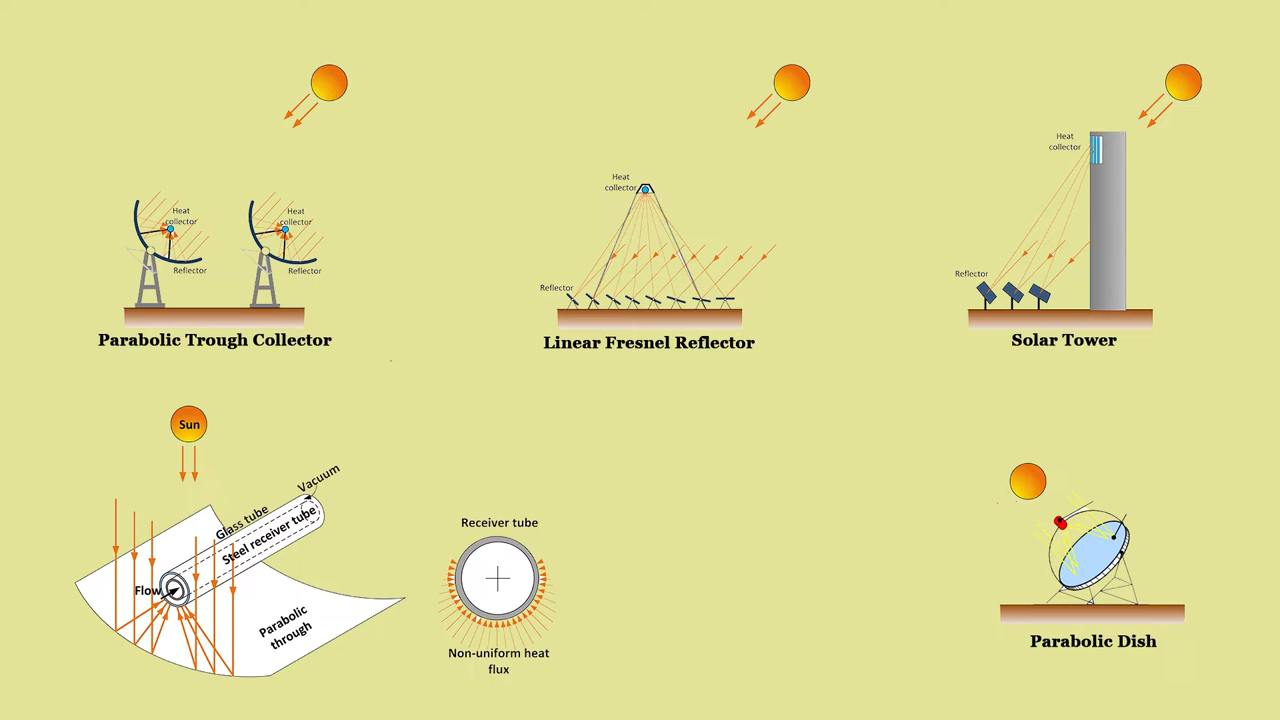 Heat
collector
Heat
collector
Reflector
Reflector
Parabolic Trough Collector
Heat
collector
Reflector
Linear Fresnel Reflector
Heat
collector
Reflector
Solar Tower
Sun
Vacuum
Glass tube
Steel receiver tube
Flow
Parabolic
through
Receiver tube
Non-uniform heat
flux
Parabolic Dish